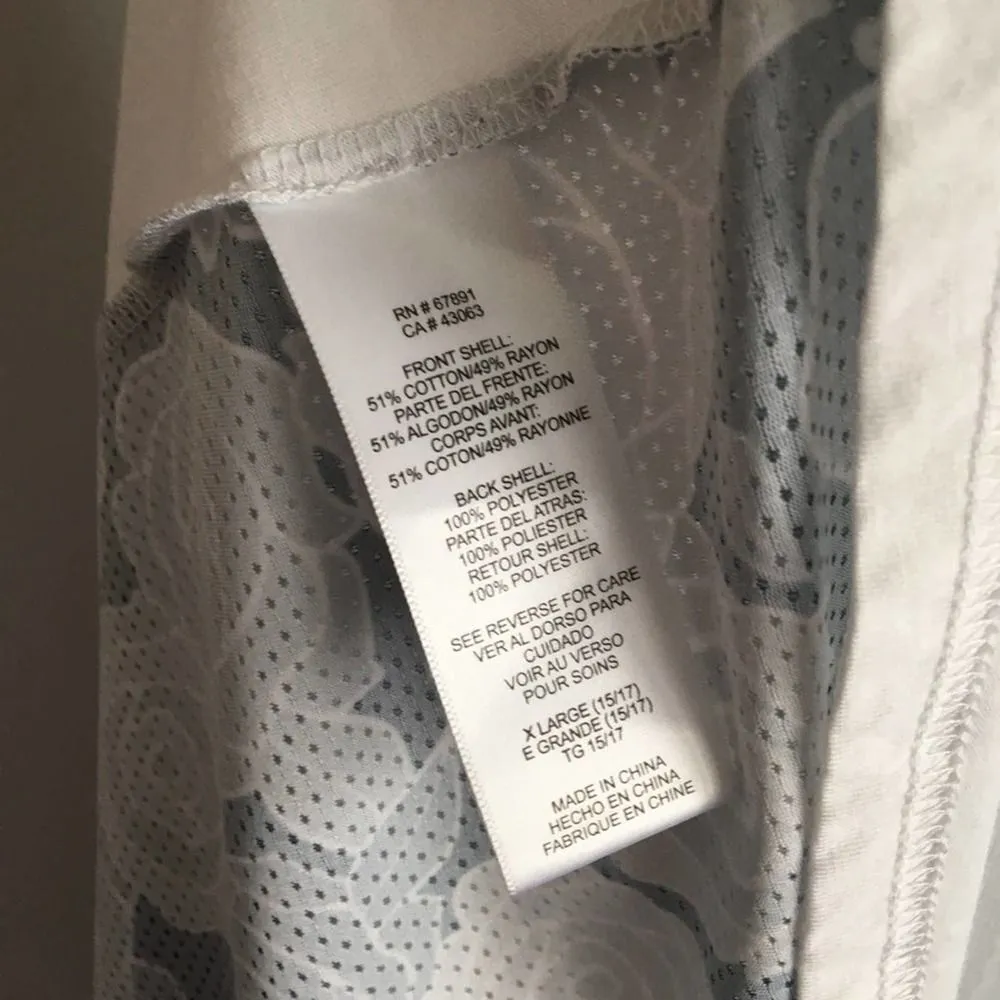 RN # 67891
CA # 43063
FRONT SHELL:
51% COTTON/49% RAYON
PARTE DEL FRENTE:
51% ALGODON/49% RAYON
CORPS AVANT:
51% COTON/49% RAYONNE
BACK SHELL:
100% POLYESTER
PARTE DEL ATRAS:
100% POLIESTER
RETOUR SHELL:
100% POLYESTER
SEE REVERSE FOR CARE
VER AL DORSO PARA
CUIDADO
VOIR AU VERSO
POUR SOINS
X LARGE (15/17)
E GRANDE (15/17)
TG 15/17
MADE IN CHINA
HECHO EN CHINA
FABRIQUE EN CHINE